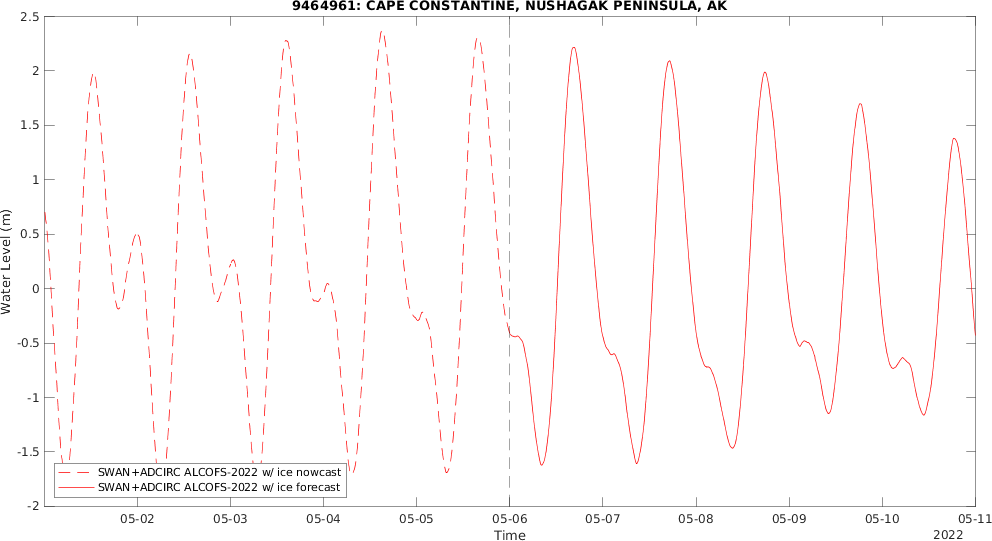 9464961: CAPE CONSTANTINE, NUSHAGAK PENINSULA, AK
2.5
2
1.5
1
0.5
0
-0.5
-1
-1.5
-2
Water Level (m)
SWAN+ADCIRC ALCOFS-2022 w/ ice nowcast
SWAN+ADCIRC ALCOFS-2022 w/ ice forecast
05-02 05-03 05-04 05-05 05-06 05-07 05-08 05-09 05-10 05-11
Time
2022